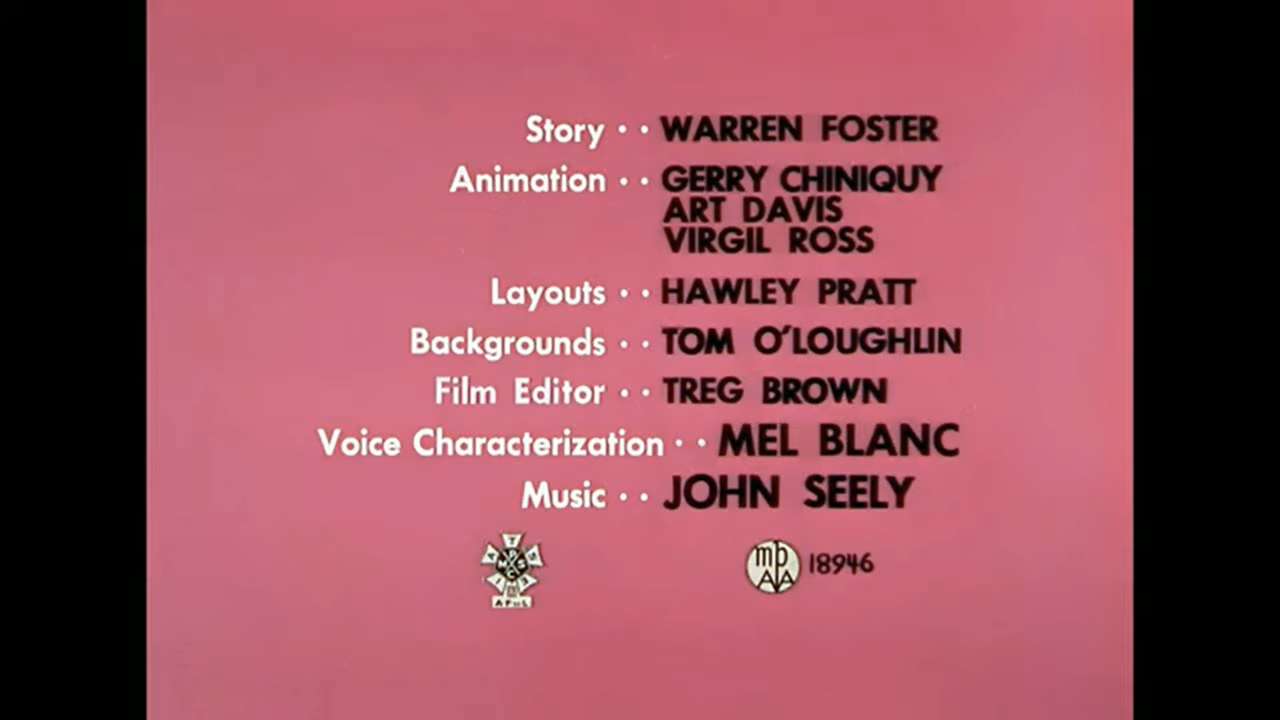 Story •• WARREN FOSTER
Animation •• GERRY CHINIQUY
ART DAVIS
VIRGIL ROSS
Layouts •• HAWLEY PRATT
Backgrounds •• TOM O'LOUGHLIN
Film Editor •• TREG BROWN
Voice Characterization •• MEL BLANC
Music •• JOHN SEELY
mpAA 18946